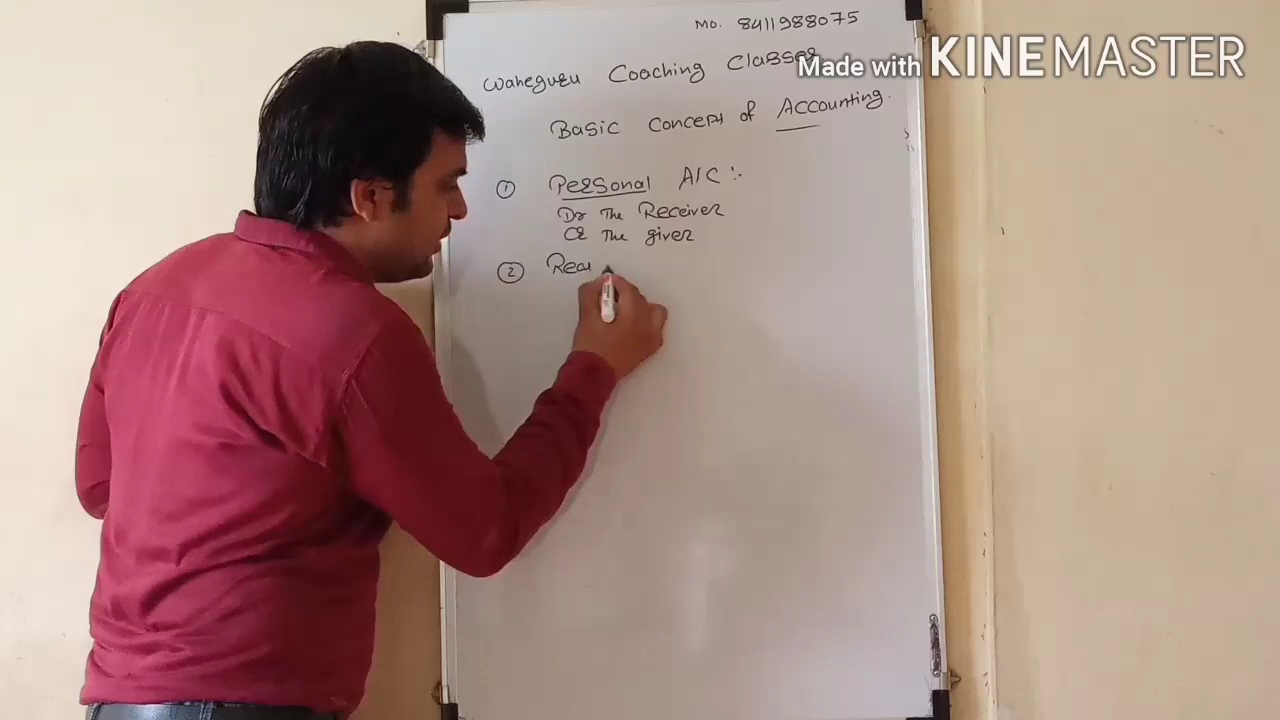 Mo. 8411988075
Waheguru Coaching Classes
Made with KINEMASTER
Basic concept of Accounting.
① Personal A/C :-
Dr The Receiver
Cr The giver
② Rea